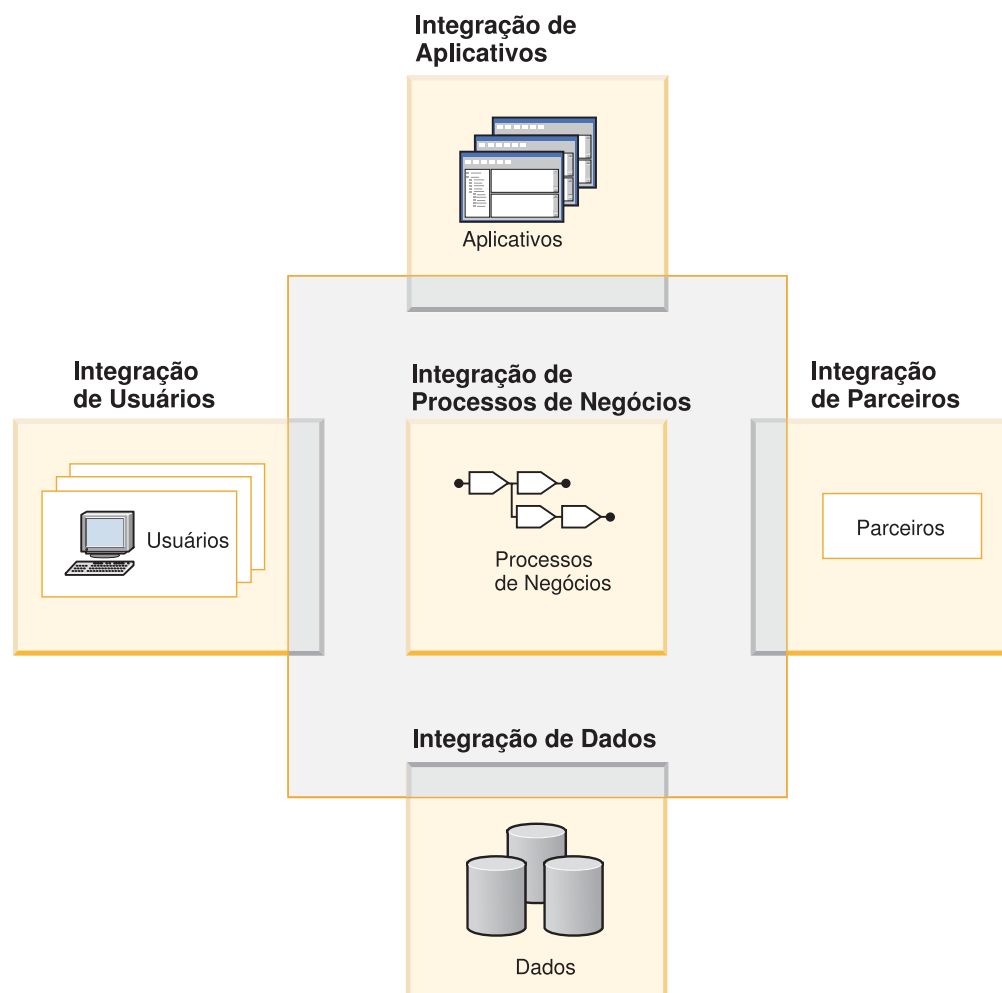 Integração de
Aplicativos
Aplicativos
Integração
de Usuários
Usuários
Integração de
Processos de Negócios
Processos
de Negócios
Integração
de Parceiros
Parceiros
Integração de Dados
Dados